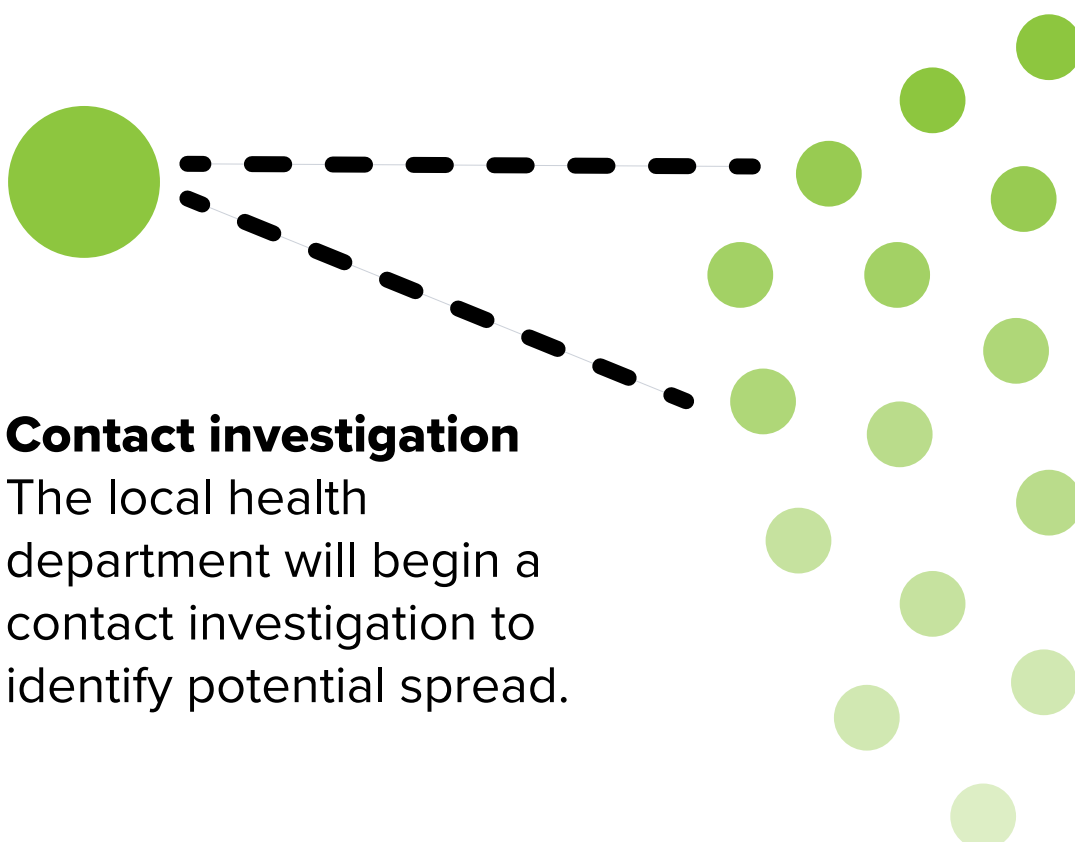 Contact investigation
The local health
department will begin a
contact investigation to
identify potential spread.